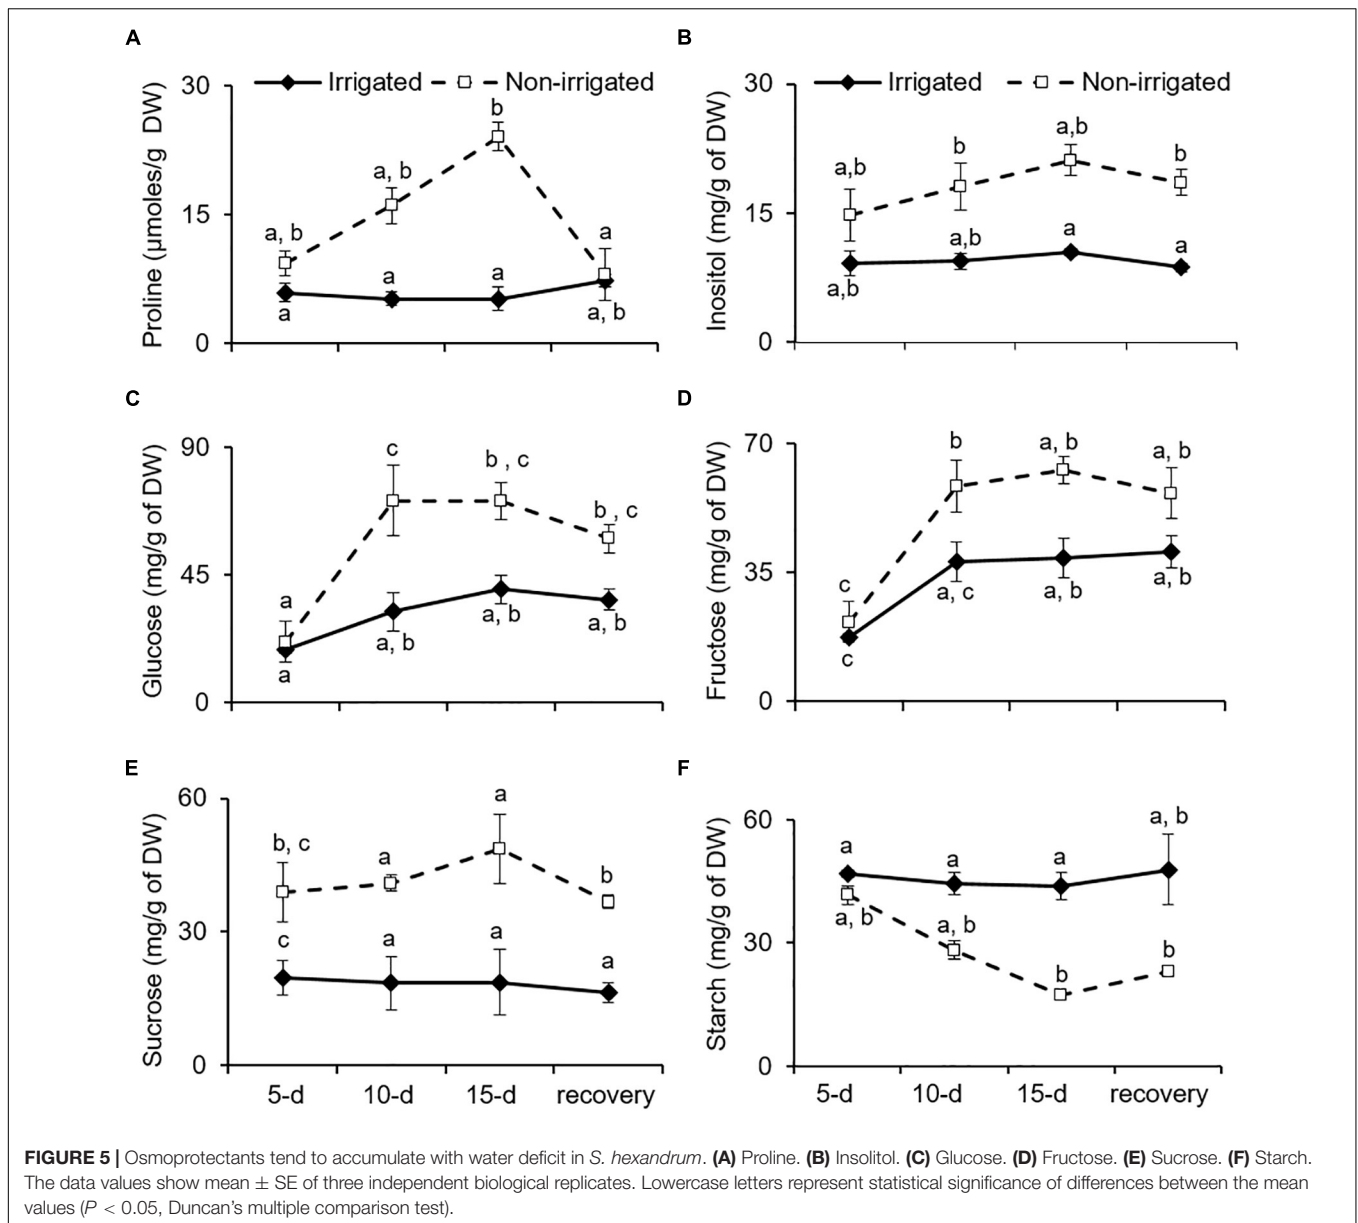 A
B
Irrigated
Non-irrigated
Irrigated
Non-irrigated
30
15
0
Proline (μmoles/g DW)
a, b
a, b
b
a
a
a
a
a, b
30
15
0
Inositol (mg/g of DW)
a,b
b
a,b
b
a,b
a,b
a
a
C
D
90
45
0
Glucose (mg/g of DW)
a
c
b , c
b , c
a
a, b
a, b
a, b
70
35
0
Fructose (mg/g of DW)
c
b
a, b
a, b
c
a, c
a, b
a, b
E
F
60
30
0
Sucrose (mg/g of DW)
b, c
a
a
b
c
a
a
a
5-d
10-d
15-d
recovery
60
30
0
Starch (mg/g of DW)
a
a
a
a, b
a, b
a, b
b
b
5-d
10-d
15-d
recovery
FIGURE 5 | Osmoprotectants tend to accumulate with water deficit in S. hexandrum. (A) Proline. (B) Insolitol. (C) Glucose. (D) Fructose. (E) Sucrose. (F) Starch.
The data values show mean ± SE of three independent biological replicates. Lowercase letters represent statistical significance of differences between the mean
values (P < 0.05, Duncan's multiple comparison test).